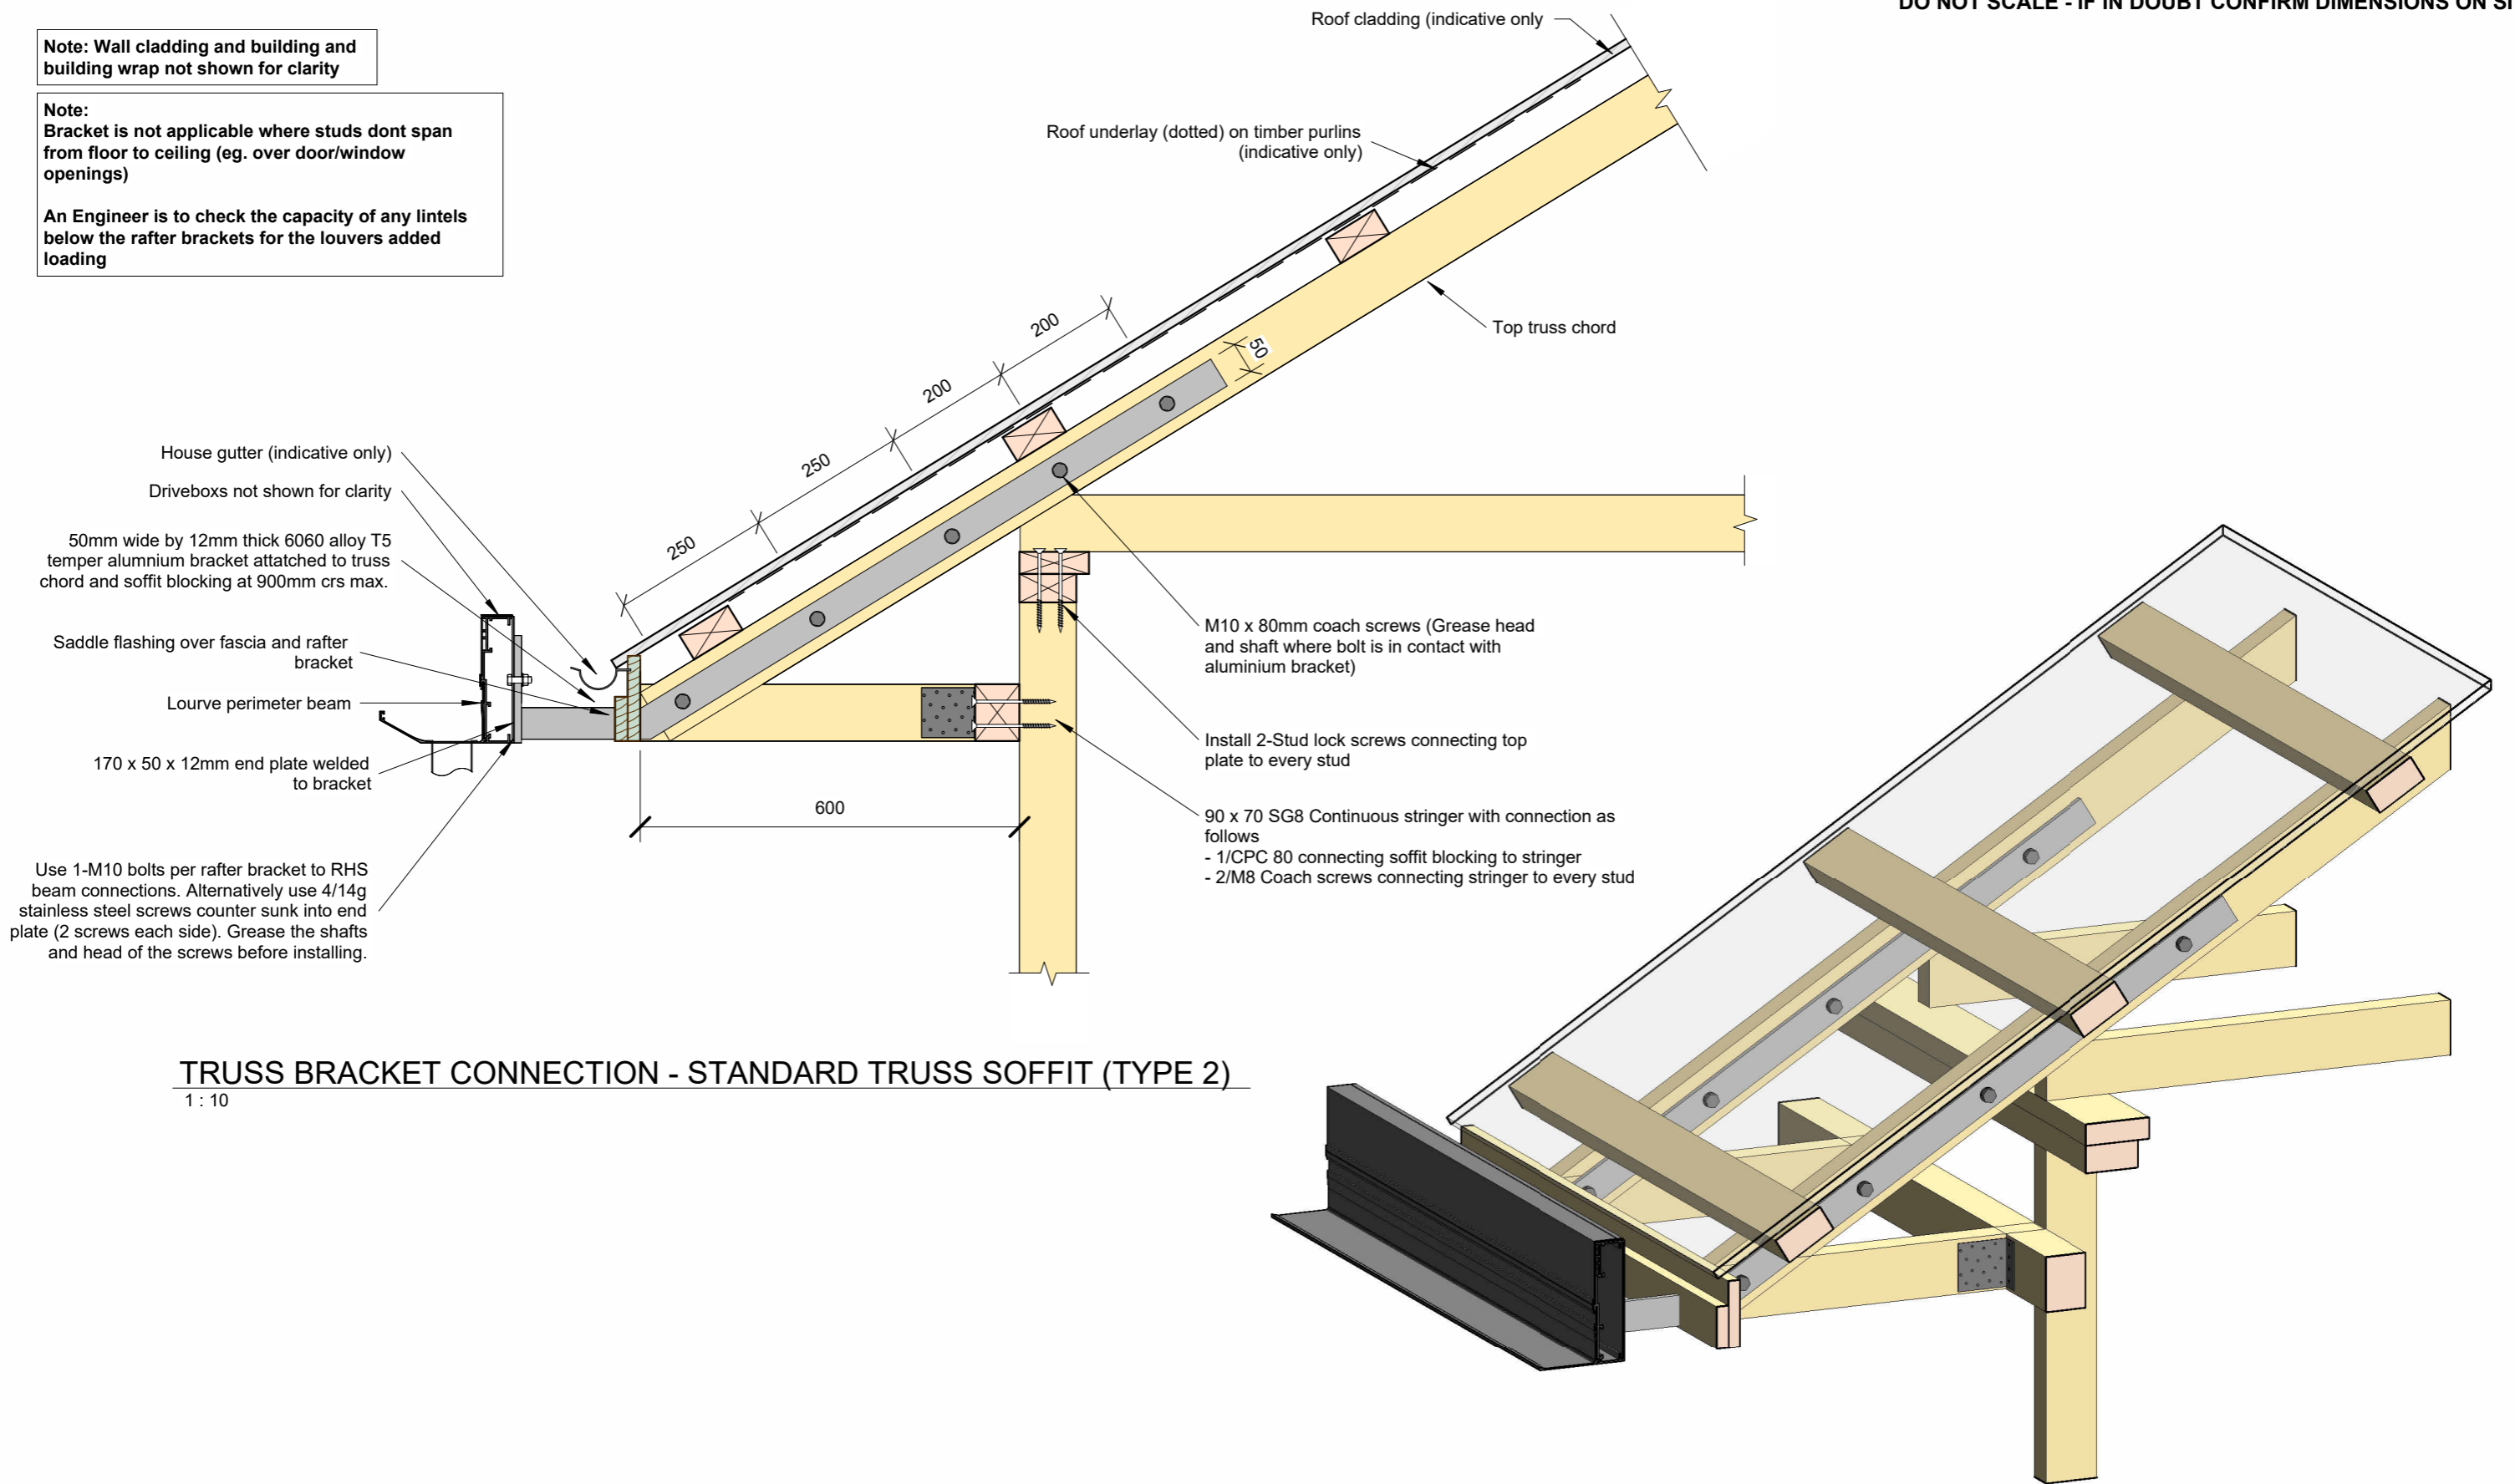 DO NOT SCALE - IF IN DOUBT CONFIRM DIMENSIONS ON SI
Note: Wall cladding and building and
building wrap not shown for clarity
Note:
Bracket is not applicable where studs dont span
from floor to ceiling (eg. over door/window
openings)
An Engineer is to check the capacity of any lintels
below the rafter brackets for the louvers added
loading
Roof cladding (indicative only
Roof underlay (dotted) on timber purlins
(indicative only)
Top truss chord
200
200
250
250
50
House gutter (indicative only)
Driveboxs not shown for clarity
50mm wide by 12mm thick 6060 alloy T5
temper alumnium bracket attatched to truss
chord and soffit blocking at 900mm crs max.
Saddle flashing over fascia and rafter
bracket
Lourve perimeter beam
170 x 50 x 12mm end plate welded
to bracket
Use 1-M10 bolts per rafter bracket to RHS
beam connections. Alternatively use 4/14g
stainless steel screws counter sunk into end
plate (2 screws each side). Grease the shafts
and head of the screws before installing.
600
M10 x 80mm coach screws (Grease head
and shaft where bolt is in contact with
aluminium bracket)
Install 2-Stud lock screws connecting top
plate to every stud
90 x 70 SG8 Continuous stringer with connection as
follows
- 1/CPC 80 connecting soffit blocking to stringer
- 2/M8 Coach screws connecting stringer to every stud
TRUSS BRACKET CONNECTION - STANDARD TRUSS SOFFIT (TYPE 2)
1 : 10